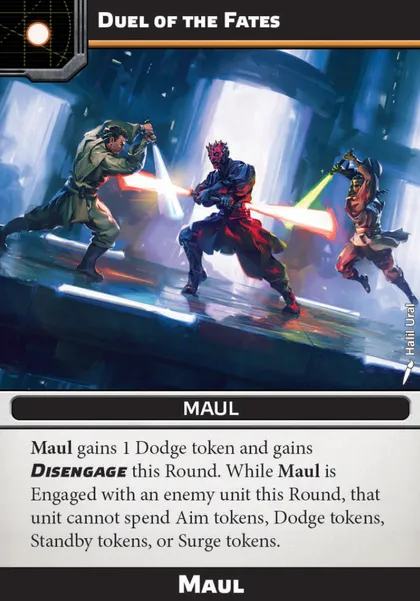 DUEL OF THE FATES
Halil Ural
MAUL
Maul gains 1 Dodge token and gains
DISENGAGE this Round. While Maul is
Engaged with an enemy unit this Round, that
unit cannot spend Aim tokens, Dodge tokens,
Standby tokens, or Surge tokens.
MAUL